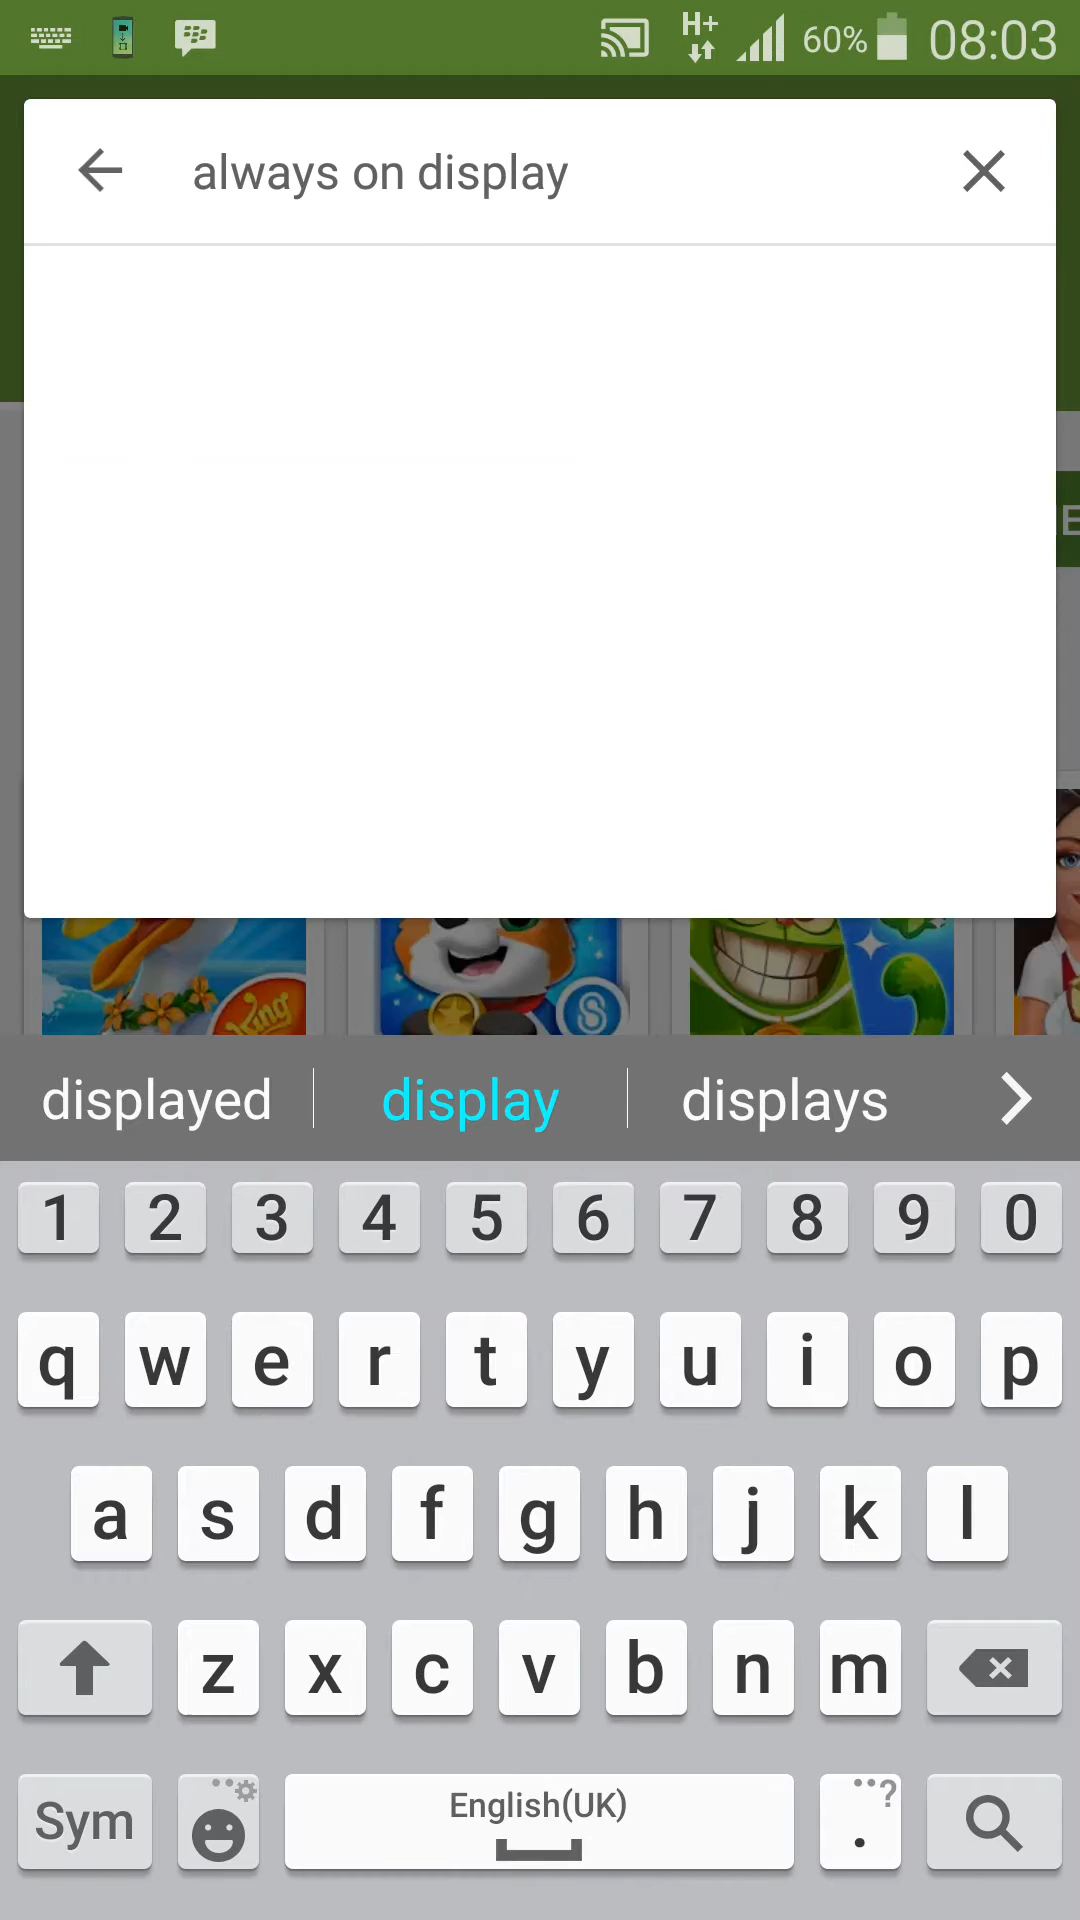 H+ 60% 08:03
always on display
E
King
displayed display displays
1 2 3 4 5 6 7 8 9 0
q w e r t y u i o p
a s d f g h j k l
z x c v b n m
Sym English(UK) . ?